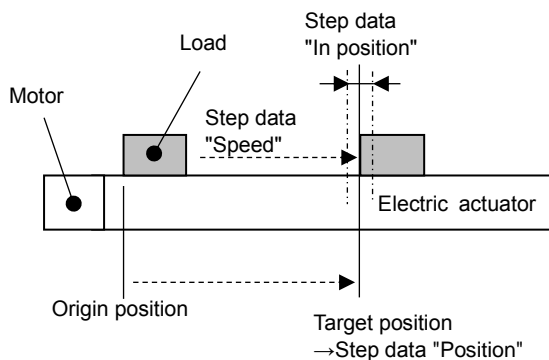 Step data
"In position"
Load
Motor
Step data
"Speed"
Electric actuator
Origin position
Target position
→Step data "Position"